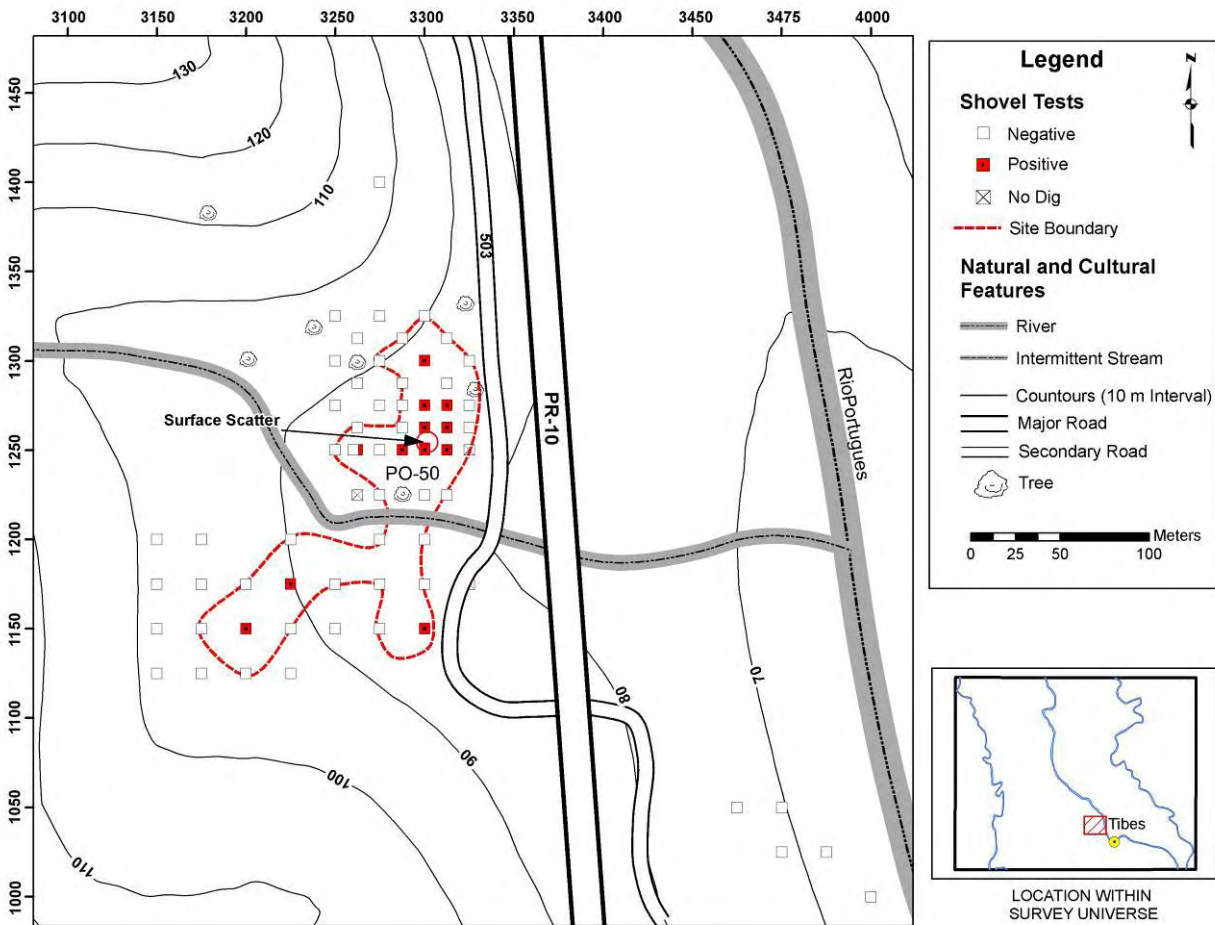 3100 3150 3200 3250 3300 3350 3400 3450 3475 4000
1450
1400
1350
1300
1250
1200
1150
1100
1050
1000
130
120
110
503
PR-10
RioPortugues
Surface Scatter
PO-50
70
80
90
100
110
Legend
N
Shovel Tests
Negative
Positive
No Dig
Site Boundary
Natural and Cultural
Features
River
Intermittent Stream
Countours (10 m Interval)
Major Road
Secondary Road
Tree
Meters
0 25 50 100
Tibes
LOCATION WITHIN
SURVEY UNIVERSE